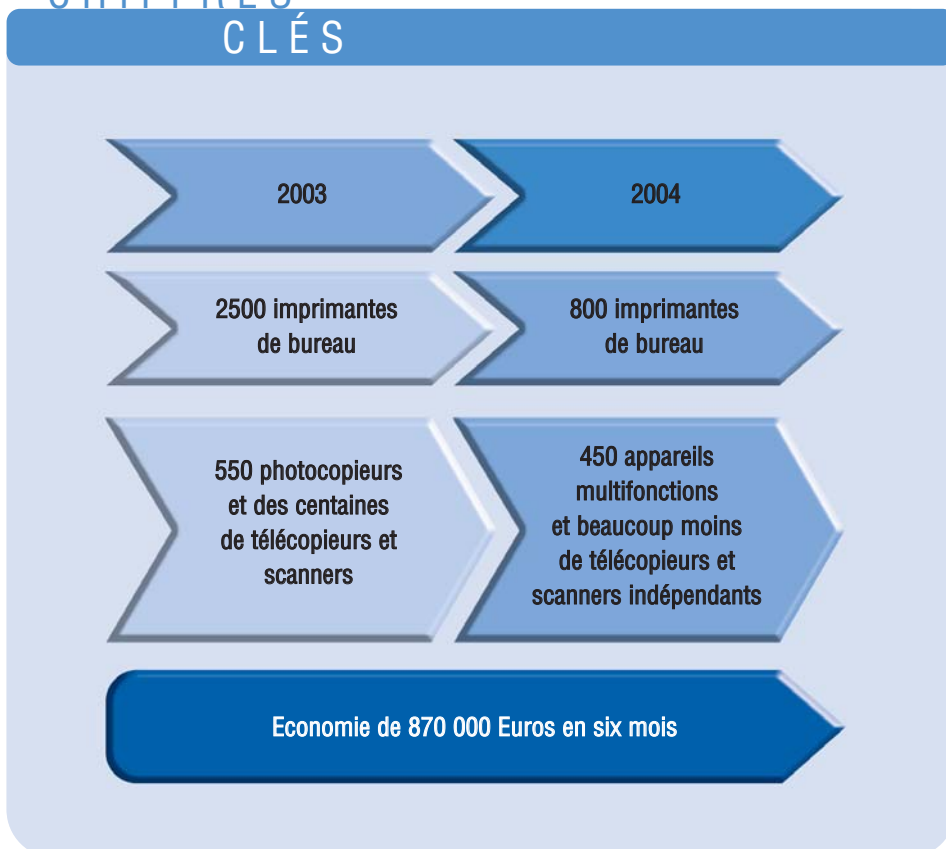 CHIFFRES
CLÉS
2003
2004
2500 imprimantes
de bureau
800 imprimantes
de bureau
550 photocopieurs
et des centaines
de télécopieurs et
scanners
450 appareils
multifonctions
et beaucoup moins
de télécopieurs et
scanners indépendants
Economie de 870 000 Euros en six mois